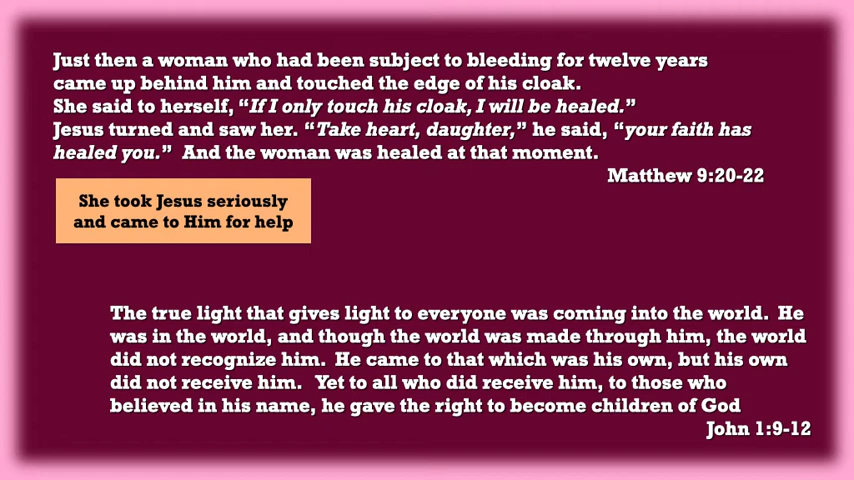 Just then a woman who had been subject to bleeding for twelve years
came up behind him and touched the edge of his cloak.
She said to herself, “If I only touch his cloak, I will be healed.”
Jesus turned and saw her. “Take heart, daughter,” he said, “your faith has
healed you.”  And the woman was healed at that moment.
Matthew 9:20-22
She took Jesus seriously
and came to Him for help
The true light that gives light to everyone was coming into the world.  He
was in the world, and though the world was made through him, the world
did not recognize him.  He came to that which was his own, but his own
did not receive him.  Yet to all who did receive him, to those who
believed in his name, he gave the right to become children of God
John 1:9-12